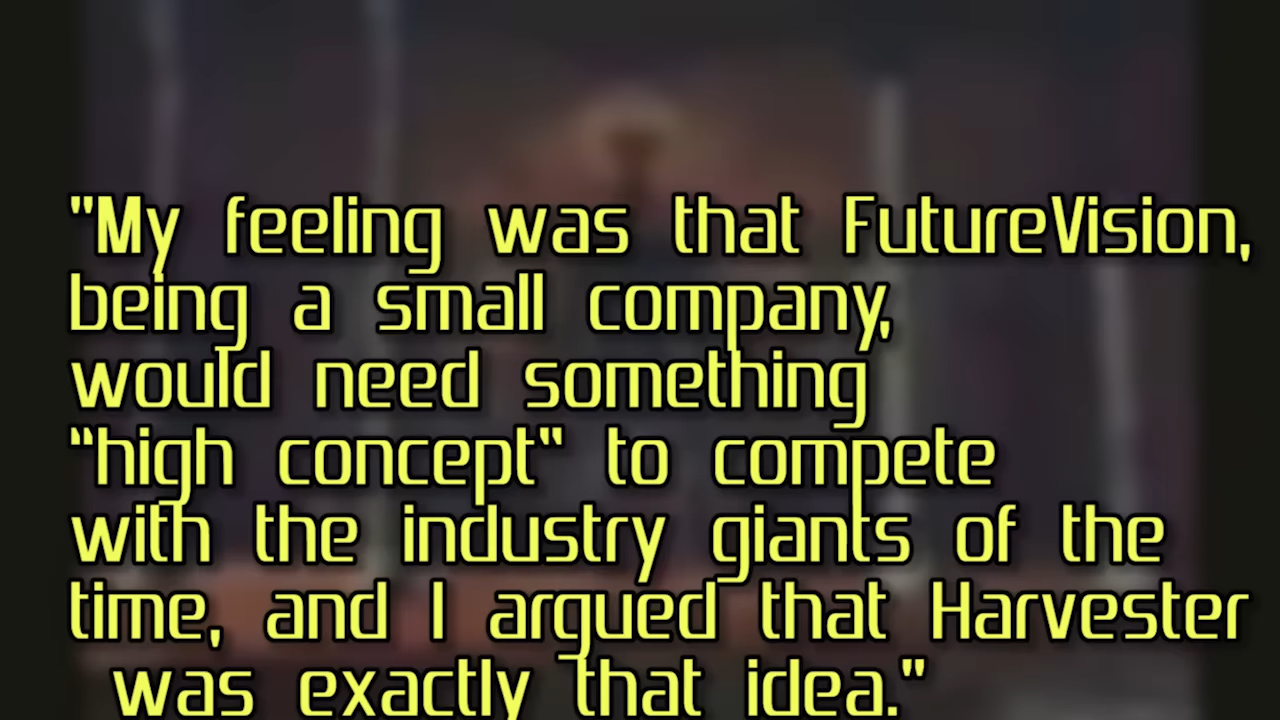 "My feeling was that FutureVision,
being a small company,
would need something
“high concept“ to compete
with the industry giants of the
time, and I argued that Harvester
was exactly that idea."